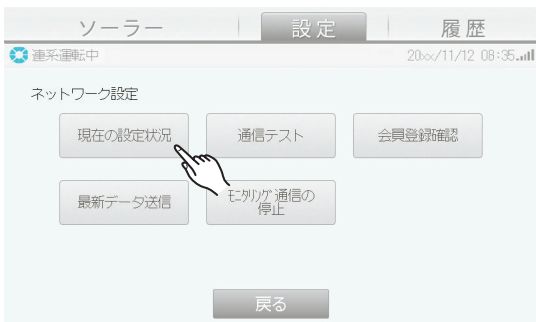 ソーラー 設定 履歴
連系運転中 20xx/11/12 08:35
ネットワーク設定
現在の設定状況 通信テスト 会員登録確認
最新データ送信 モニタリング通信の
停止
戻る